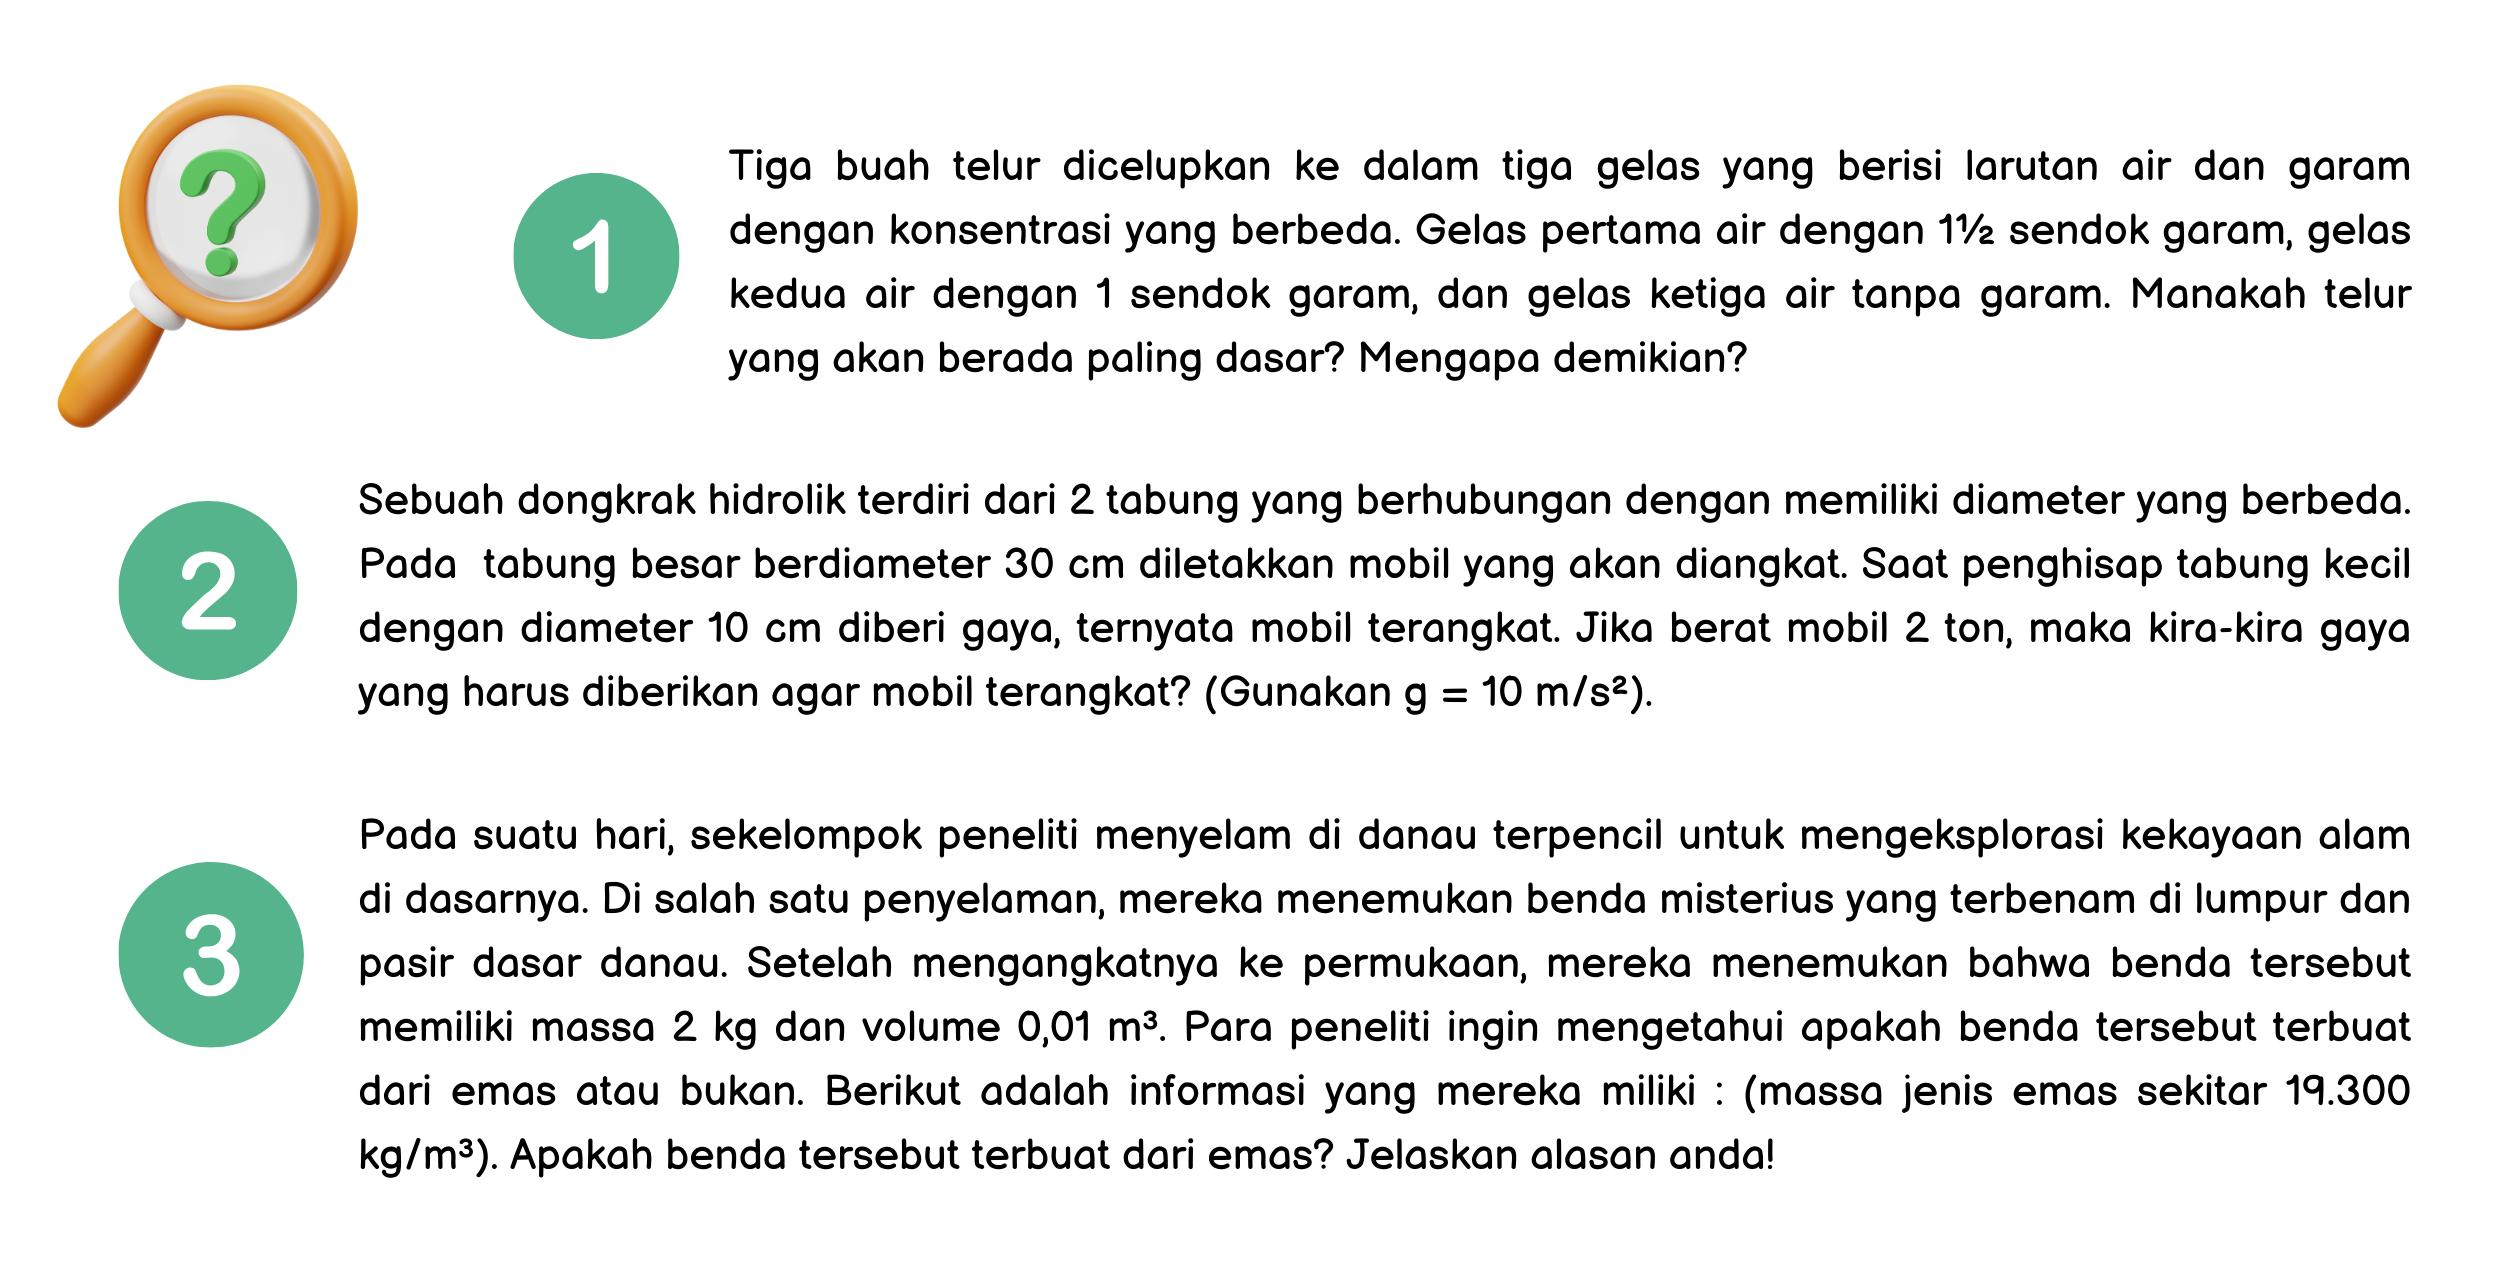 ?
1
Tiga buah telur dicelupkan ke dalam tiga gelas yang berisi larutan air dan garam
dengan konsentrasi yang berbeda. Gelas pertama air dengan 1½ sendok garam, gelas
kedua air dengan 1 sendok garam, dan gelas ketiga air tanpa garam. Manakah telur
yang akan berada paling dasar? Mengapa demikian?
2
Sebuah dongkrak hidrolik terdiri dari 2 tabung yang berhubungan dengan memiliki diameter yang berbeda.
Pada tabung besar berdiameter 30 cm diletakkan mobil yang akan diangkat. Saat penghisap tabung kecil
dengan diameter 10 cm diberi gaya, ternyata mobil terangkat. Jika berat mobil 2 ton, maka kira-kira gaya
yang harus diberikan agar mobil terangkat? (Gunakan g = 10 m/s²).
3
Pada suatu hari, sekelompok peneliti menyelam di danau terpencil untuk mengeksplorasi kekayaan alam
di dasarnya. Di salah satu penyelaman, mereka menemukan benda misterius yang terbenam di lumpur dan
pasir dasar danau. Setelah mengangkatnya ke permukaan, mereka menemukan bahwa benda tersebut
memiliki massa 2 kg dan volume 0,01 m³. Para peneliti ingin mengetahui apakah benda tersebut terbuat
dari emas atau bukan. Berikut adalah informasi yang mereka miliki : (massa jenis emas sekitar 19.300
kg/m³). Apakah benda tersebut terbuat dari emas? Jelaskan alasan anda!